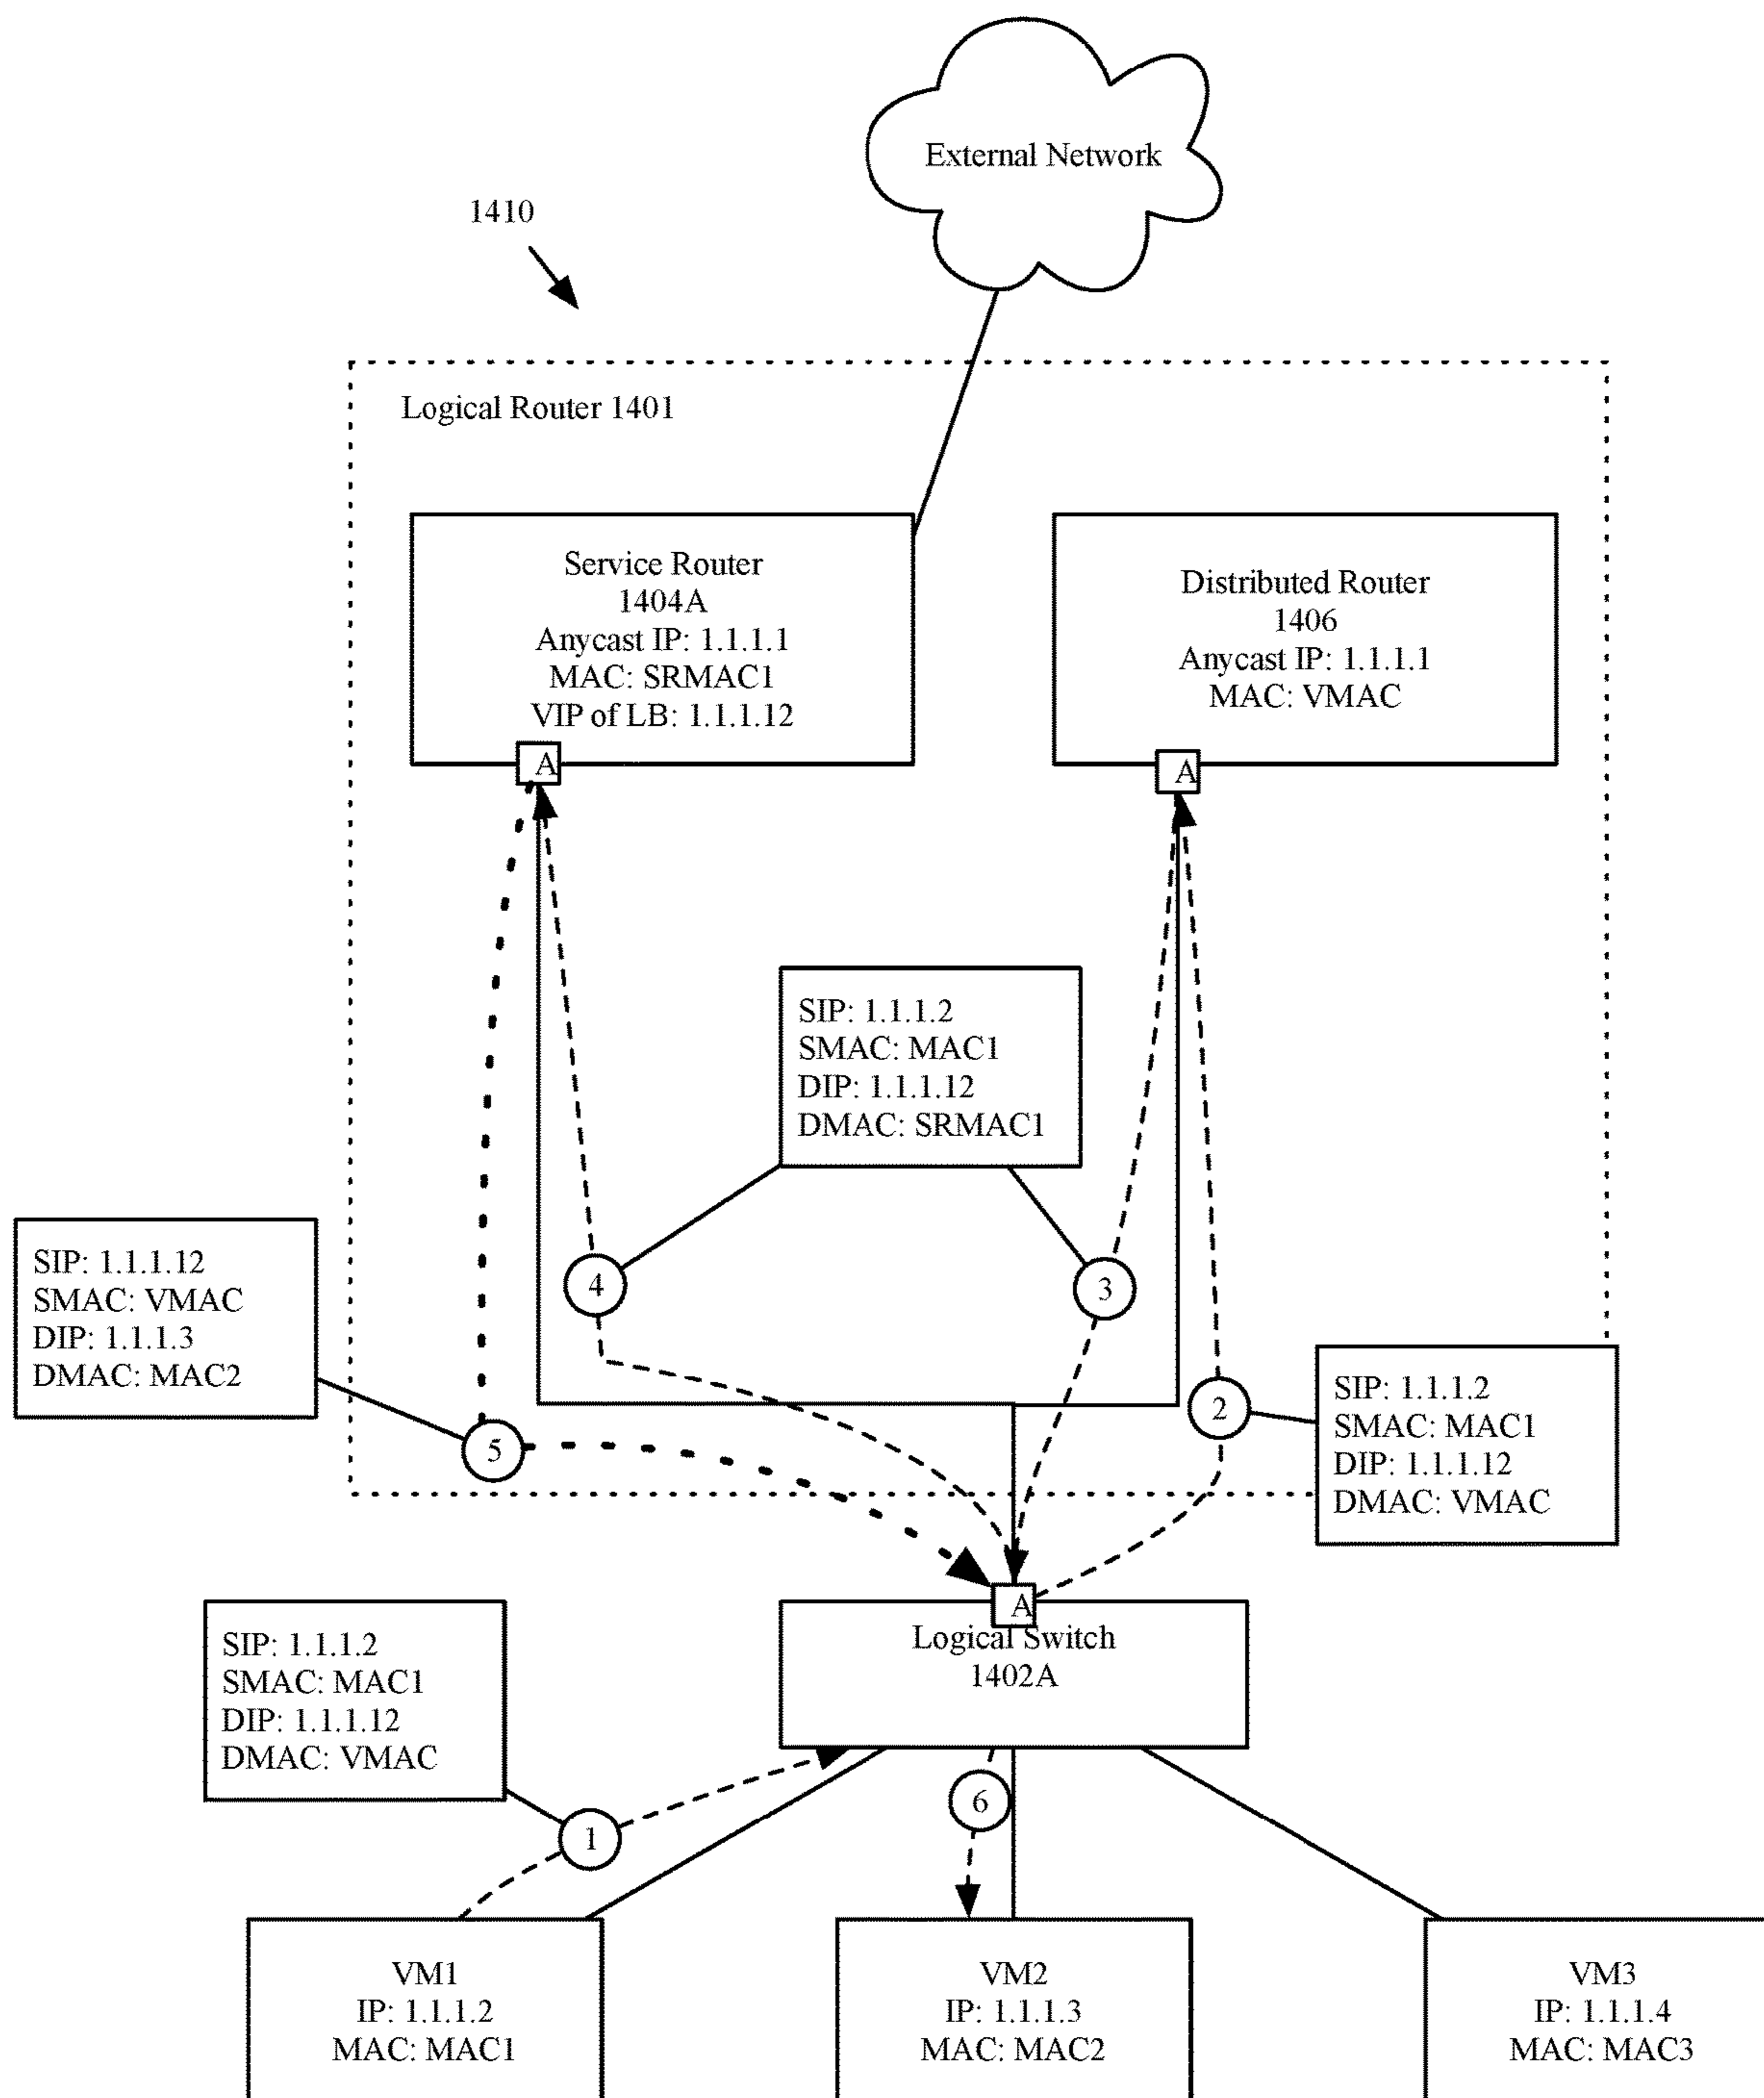 External Network
1410
Logical Router 1401
Service Router
1404A
Anycast IP: 1.1.1.1
MAC: SRMAC1
VIP of LB: 1.1.1.12
A
Distributed Router
1406
Anycast IP: 1.1.1.1
MAC: VMAC
A
SIP: 1.1.1.2
SMAC: MAC1
DIP: 1.1.1.12
DMAC: SRMAC1
4
3
SIP: 1.1.1.12
SMAC: VMAC
DIP: 1.1.1.3
DMAC: MAC2
5
2
SIP: 1.1.1.2
SMAC: MAC1
DIP: 1.1.1.12
DMAC: VMAC
A
Logical Switch
1402A
SIP: 1.1.1.2
SMAC: MAC1
DIP: 1.1.1.12
DMAC: VMAC
1
6
VM1
IP: 1.1.1.2
MAC: MAC1
VM2
IP: 1.1.1.3
MAC: MAC2
VM3
IP: 1.1.1.4
MAC: MAC3